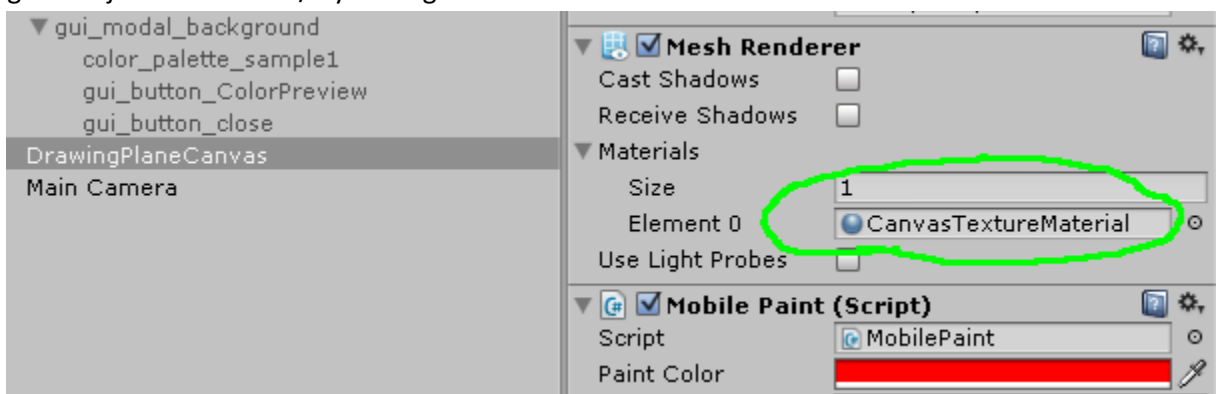 gui_modal_background
color_palette_sample1
gui_button_ColorPreview
gui_button_close
DrawingPlaneCanvas
Main Camera
Mesh Renderer
Cast Shadows
Receive Shadows
Materials
Size 1
Element 0 CanvasTextureMaterial
Use Light Probes
Mobile Paint (Script)
Script MobilePaint
Paint Color